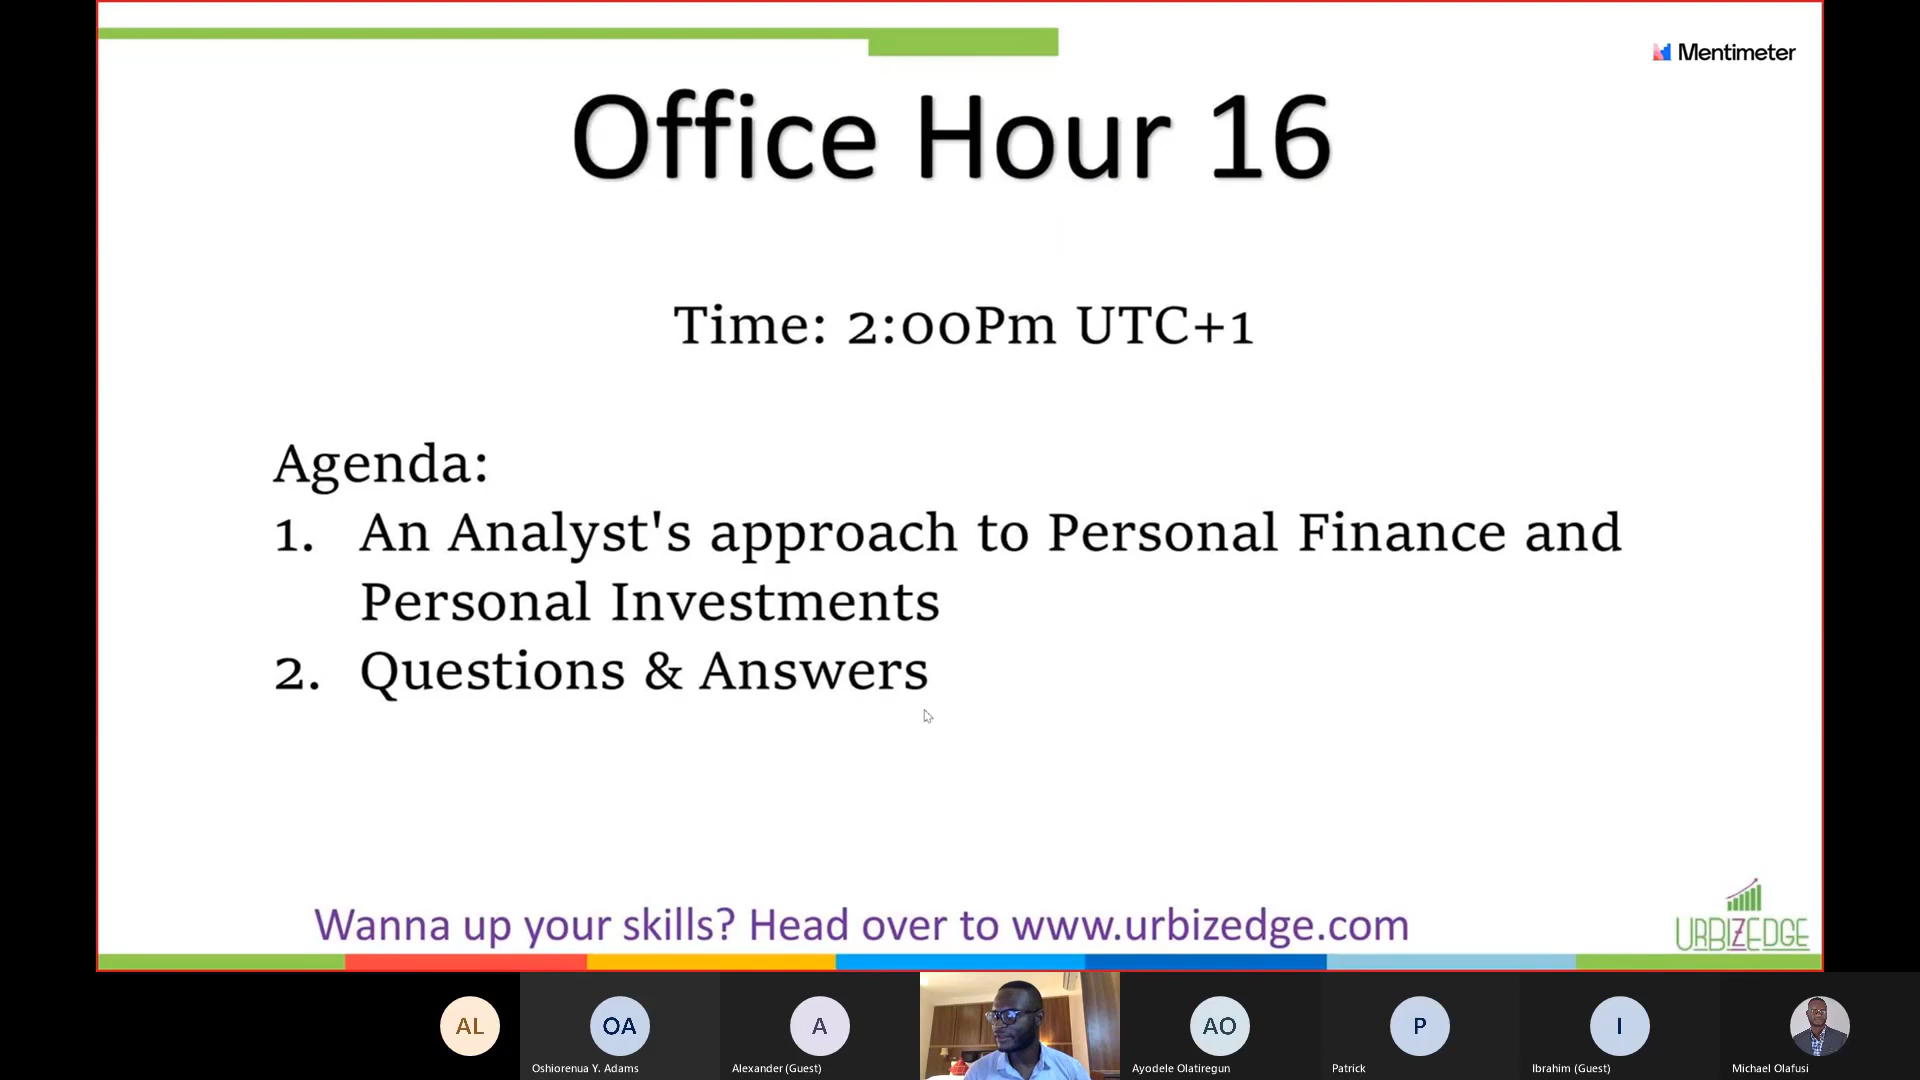 Mentimeter
Office Hour 16
Time: 2:00Pm UTC+1
Agenda:
1. An Analyst's approach to Personal Finance and
Personal Investments
2. Questions & Answers
Wanna up your skills? Head over to www.urbizedge.com
URBIZEDGE
AL
OA
A
AO
P
I
Oshiorenua Y. Adams
Alexander (Guest)
Ayodele Olatiregun
Patrick
Ibrahim (Guest)
Michael Olafusi